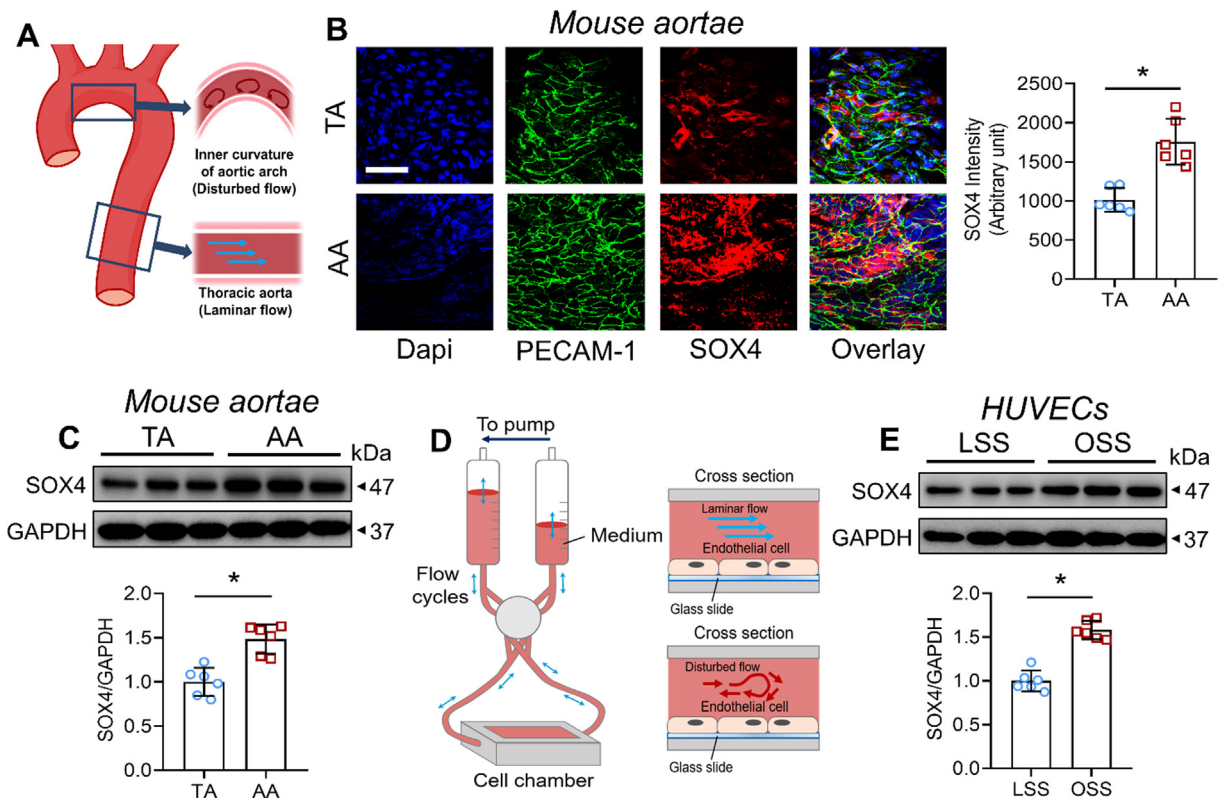 A
Inner curvature
of aortic arch
(Disturbed flow)
Thoracic aorta
(Laminar flow)
B
Mouse aortae
TA
AA
Dapi
PECAM-1
SOX4
Overlay
SOX4 Intensity
(Arbitrary unit)
2500
2000
1500
1000
500
0
*
TA
AA
Mouse aortae
C
TA
AA
kDa
SOX4
47
GAPDH
37
SOX4/GAPDH
2.0
1.5
1.0
0.5
0.0
*
TA
AA
D
To pump
Medium
Flow
cycles
Cell chamber
Cross section
Laminar flow
Endothelial cell
Glass slide
Cross section
Disturbed flow
Endothelial cell
Glass slide
HUVECs
E
LSS
OSS
kDa
SOX4
47
GAPDH
37
SOX4/GAPDH
2.0
1.5
1.0
0.5
0.0
*
LSS
OSS